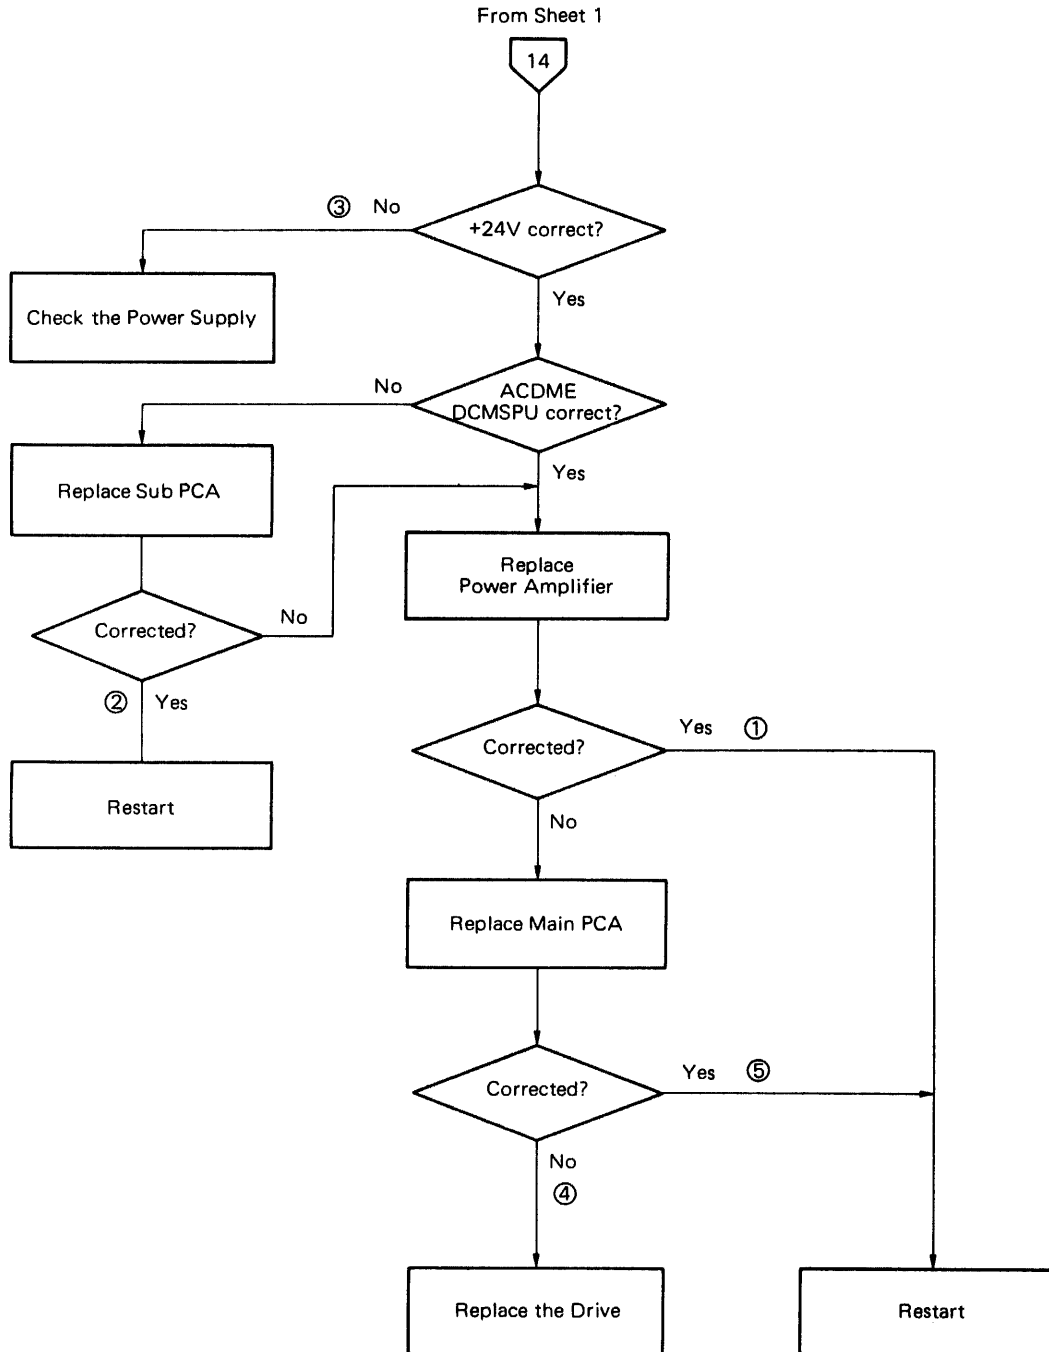 From Sheet 1
14
③ No
+24V correct?
Yes
Check the Power Supply
No
ACDME
DCMSPU correct?
Yes
Replace Sub PCA
Replace
Power Amplifier
Corrected?
No
② Yes
Restart
Corrected?
Yes ①
No
Replace Main PCA
Corrected?
Yes ⑤
No
④
Replace the Drive
Restart